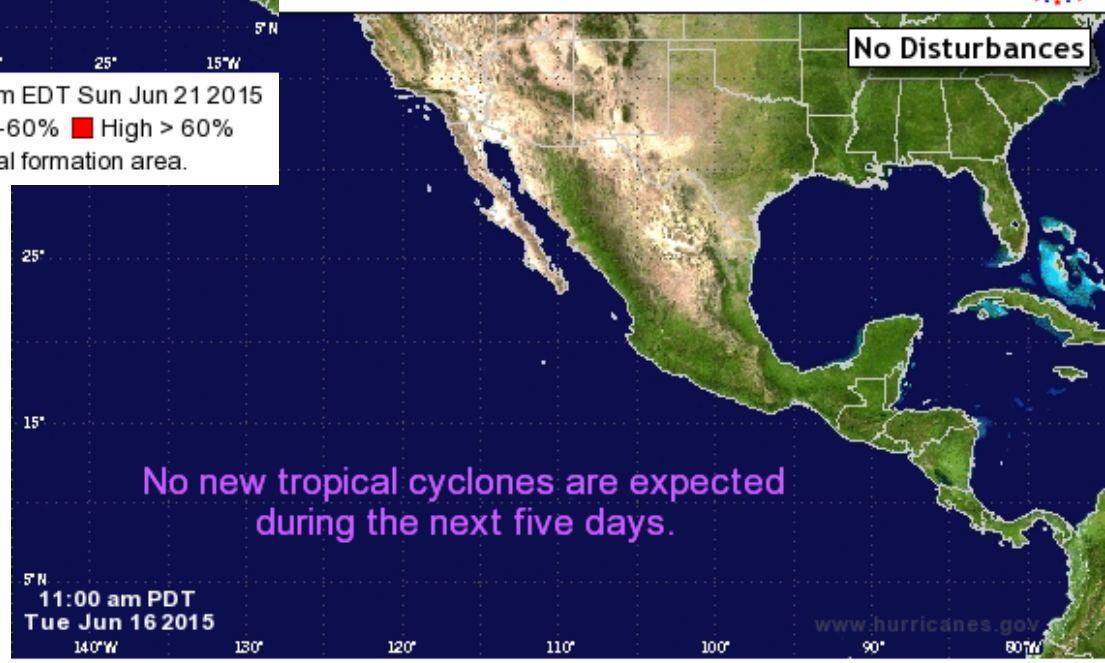 5°N
25° 15°W
m EDT Sun Jun 21 2015
-60% High > 60%
al formation area.
No Disturbances
25°
15°
No new tropical cyclones are expected
during the next five days.
5°N
11:00 am PDT
Tue Jun 16 2015
www.hurricanes.gov
140°W 130° 120° 110° 100° 90° 80°W